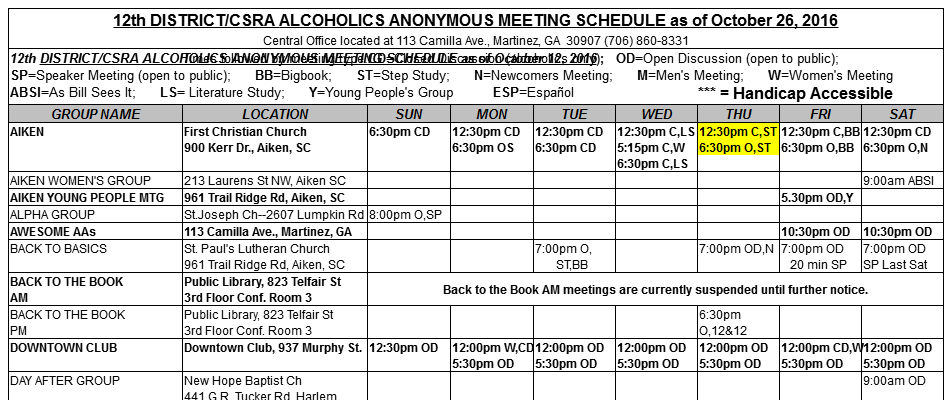 12th DISTRICT/CSRA ALCOHOLICS ANONYMOUS MEETING SCHEDULE as of October 26, 2016
Central Office located at 113 Camilla Ave., Martinez, GA 30907 (706) 860-8331
12th DISTRICT/CSRA ALCOHOLICS ANONYMOUS MEETING SCHEDULE as of October 12, 2016; OD=Open Discussion (open to public);
SP=Speaker Meeting (open to public); BB=Bigbook; ST=Step Study; N=Newcomers Meeting; M=Men's Meeting; W=Women's Meeting
ABSI=As Bill Sees It; LS= Literature Study; Y=Young People's Group ESP=Español *** = Handicap Accessible
GROUP NAME LOCATION SUN MON TUE WED THU FRI SAT
AIKEN First Christian Church 6:30pm CD 12:30pm CD 12:30pm CD 12:30pm C,LS 12:30pm C,ST 12:30pm C,BB 12:30pm CD
900 Kerr Dr., Aiken, SC 6:30pm OS 6:30pm CD 5:15pm C,W 6:30pm O,ST 6:30pm O,BB 6:30pm O,N
6:30pm C,LS
AIKEN WOMEN'S GROUP 213 Laurens St NW, Aiken SC 9:00am ABSI
AIKEN YOUNG PEOPLE MTG 961 Trail Ridge Rd, Aiken, SC 5.30pm OD,Y
ALPHA GROUP St.Joseph Ch--2607 Lumpkin Rd 8:00pm O,SP
AWESOME AAs 113 Camilla Ave., Martinez, GA 10:30pm OD 10:30pm OD
BACK TO BASICS St. Paul's Lutheran Church 7:00pm O, 7:00pm OD,N 7:00pm OD 7:00pm OD
961 Trail Ridge Rd, Aiken, SC ST,BB 20 min SP SP Last Sat
BACK TO THE BOOK Public Library, 823 Telfair St
AM 3rd Floor Conf. Room 3 Back to the Book AM meetings are currently suspended until further notice.
BACK TO THE BOOK Public Library, 823 Telfair St 6:30pm
PM 3rd Floor Conf. Room 3 O,12&12
DOWNTOWN CLUB Downtown Club, 937 Murphy St. 12:30pm OD 12:00pm W,CD 12:00pm OD 12:00pm OD 12:00pm OD 12:00pm CD,W 12:00pm OD
5:30pm OD 5:30pm OD 5:30pm OD 5:30pm OD 5:30pm OD 5:30pm OD
DAY AFTER GROUP New Hope Baptist Ch 9:00am OD
441 G.R. Tucker Rd, Harlem